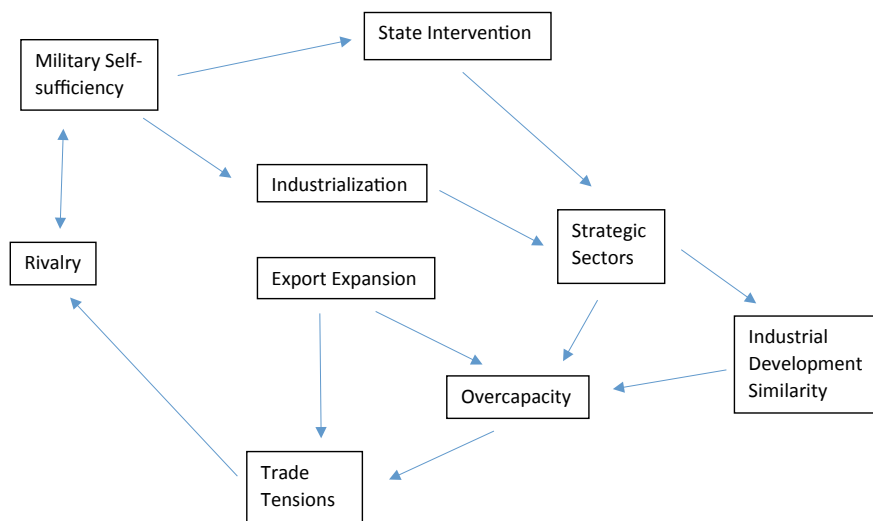 State Intervention
Military Self-
sufficiency
Industrialization
Strategic
Sectors
Rivalry
Export Expansion
Industrial
Development
Similarity
Overcapacity
Trade
Tensions